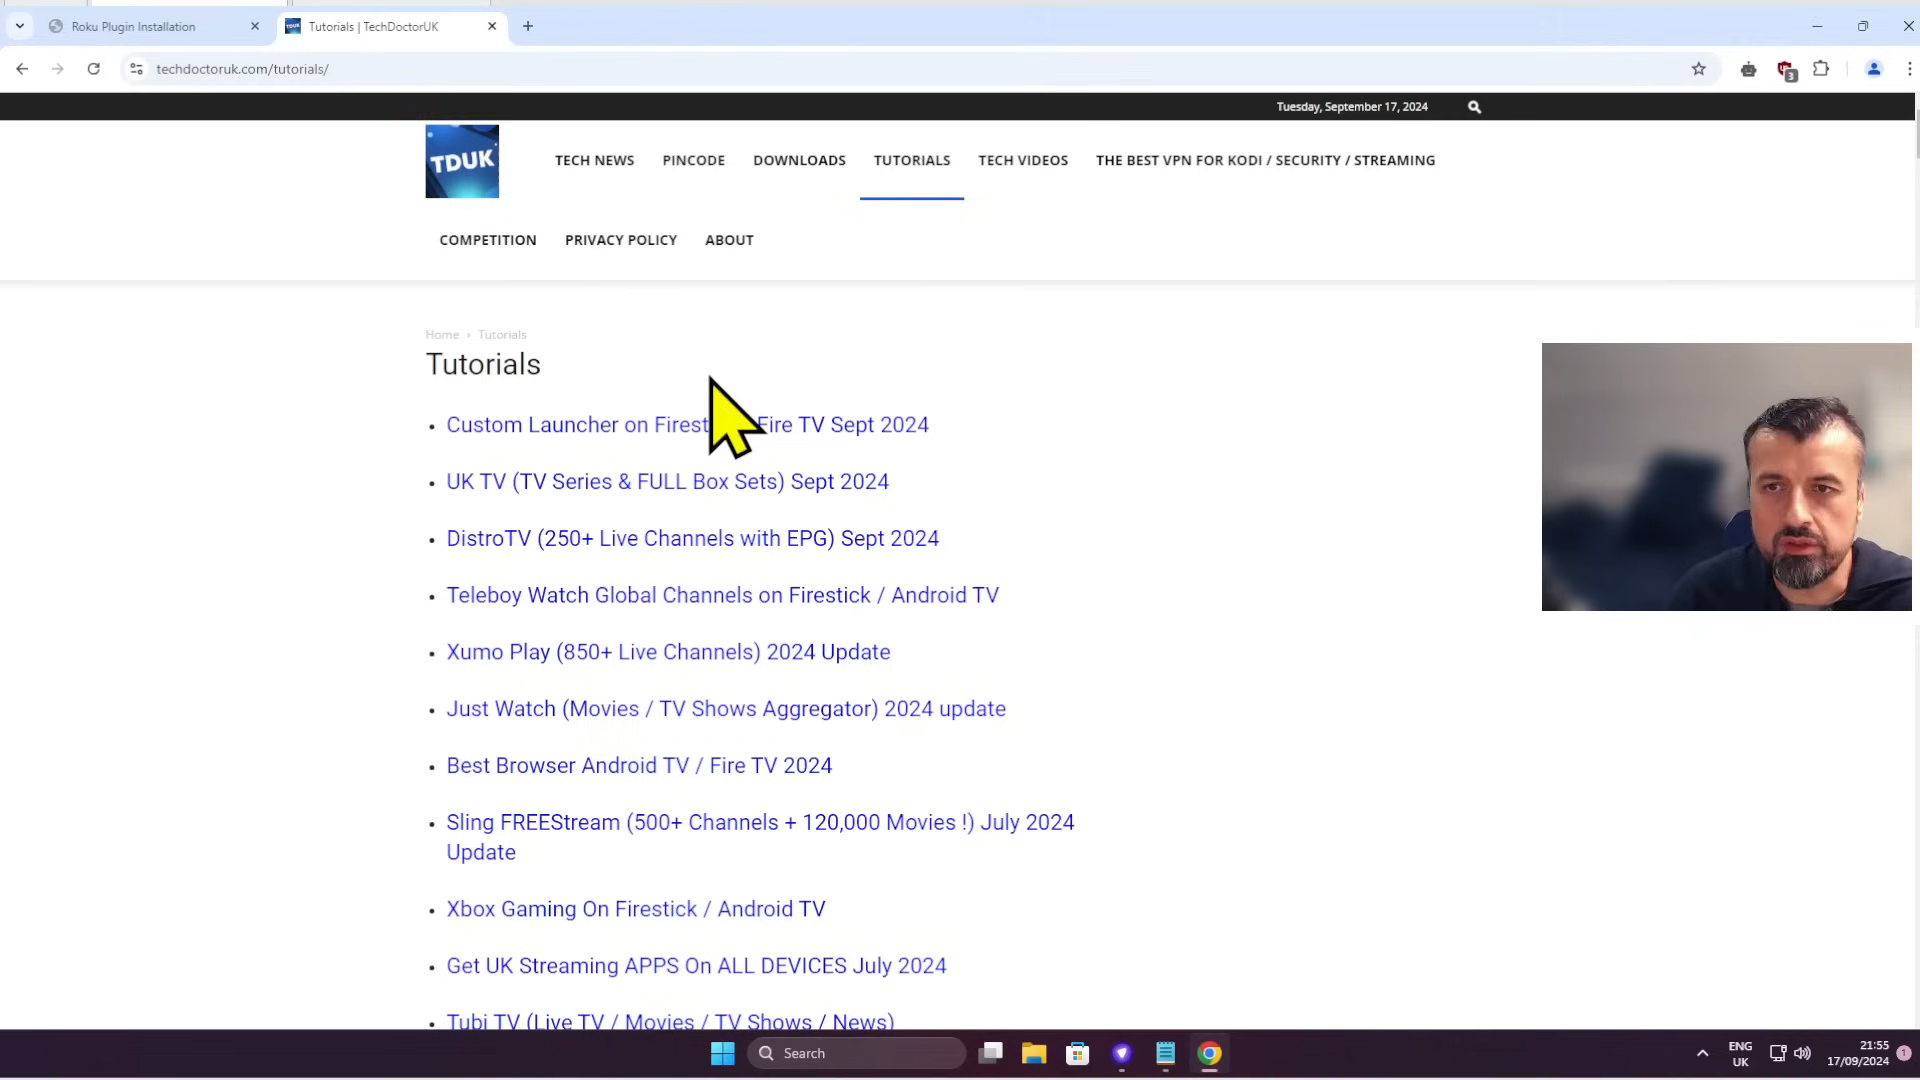 Roku Plugin Installation
Tutorials | TechDoctorUK
techdoctoruk.com/tutorials/
3
Tuesday, September 17, 2024
TDUK
TECH NEWS
PINCODE
DOWNLOADS
TUTORIALS
TECH VIDEOS
THE BEST VPN FOR KODI / SECURITY / STREAMING
COMPETITION
PRIVACY POLICY
ABOUT
Home › Tutorials
Tutorials
Custom Launcher on Firest Fire TV Sept 2024
UK TV (TV Series & FULL Box Sets) Sept 2024
DistroTV (250+ Live Channels with EPG) Sept 2024
Teleboy Watch Global Channels on Firestick / Android TV
Xumo Play (850+ Live Channels) 2024 Update
Just Watch (Movies / TV Shows Aggregator) 2024 update
Best Browser Android TV / Fire TV 2024
Sling FREEStream (500+ Channels + 120,000 Movies !) July 2024
Update
Xbox Gaming On Firestick / Android TV
Get UK Streaming APPS On ALL DEVICES July 2024
Tubi TV (Live TV / Movies / TV Shows / News)
Search
ENG
UK
21:55
17/09/2024
1